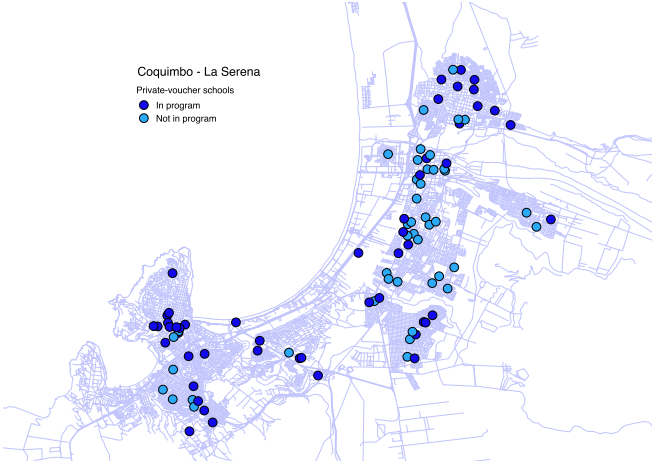 Coquimbo - La Serena
Private-voucher schools
In program
Not in program